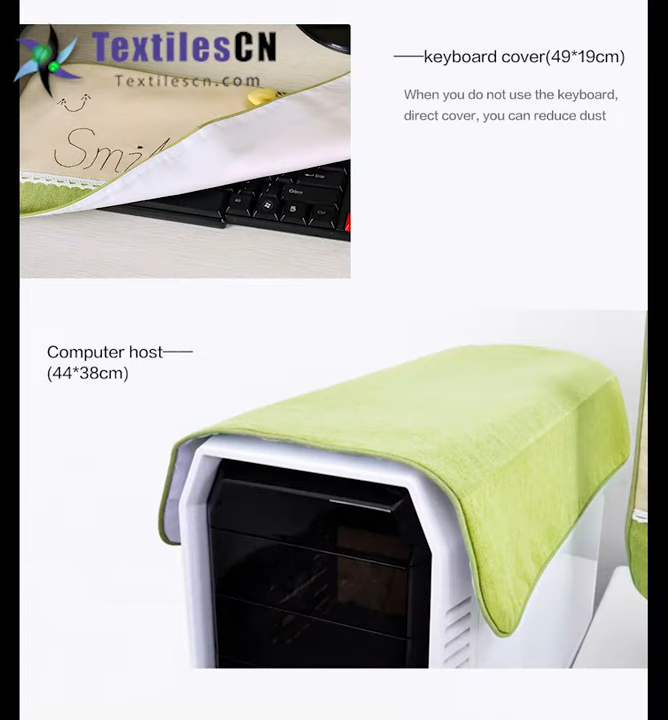 TextilesCN
Textilescn.com
——keyboard cover(49*19cm)
When you do not use the keyboard,
direct cover, you can reduce dust
Smil
Computer host——
(44*38cm)